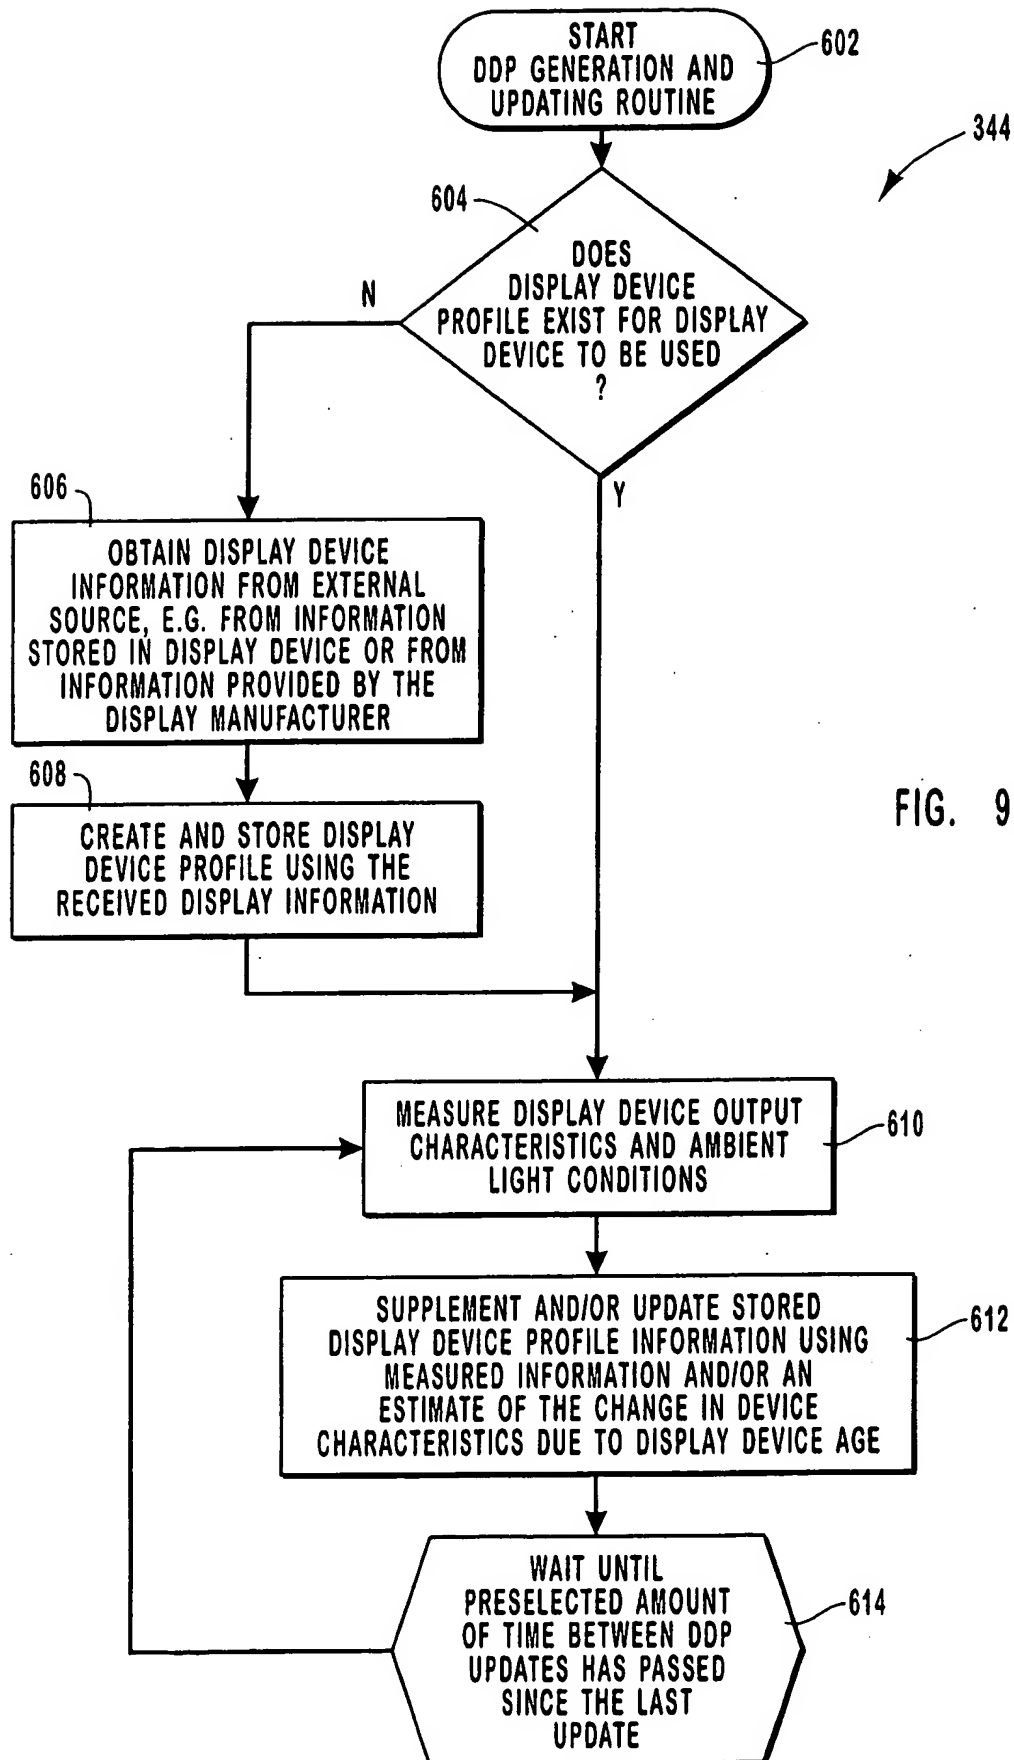 START
DDP GENERATION AND
UPDATING ROUTINE
602
344
604
DOES
DISPLAY DEVICE
PROFILE EXIST FOR DISPLAY
DEVICE TO BE USED
?
N
Y
606
OBTAIN DISPLAY DEVICE
INFORMATION FROM EXTERNAL
SOURCE, E.G. FROM INFORMATION
STORED IN DISPLAY DEVICE OR FROM
INFORMATION PROVIDED BY THE
DISPLAY MANUFACTURER
608
CREATE AND STORE DISPLAY
DEVICE PROFILE USING THE
RECEIVED DISPLAY INFORMATION
FIG. 9
MEASURE DISPLAY DEVICE OUTPUT
CHARACTERISTICS AND AMBIENT
LIGHT CONDITIONS
610
SUPPLEMENT AND/OR UPDATE STORED
DISPLAY DEVICE PROFILE INFORMATION USING
MEASURED INFORMATION AND/OR AN
ESTIMATE OF THE CHANGE IN DEVICE
CHARACTERISTICS DUE TO DISPLAY DEVICE AGE
612
WAIT UNTIL
PRESELECTED AMOUNT
OF TIME BETWEEN DDP
UPDATES HAS PASSED
SINCE THE LAST
UPDATE
614